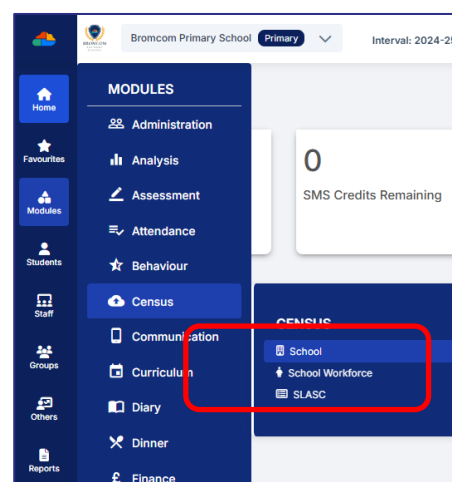 BROMCOM
Bromcom Primary School Primary
Interval: 2024-25
Home
Favourites
Modules
Students
Staff
Groups
Others
Reports
MODULES
Administration
Analysis
Assessment
Attendance
Behaviour
Census
Communication
Curriculum
Diary
Dinner
Finance
0
SMS Credits Remaining
CENSUS
School
School Workforce
SLASC